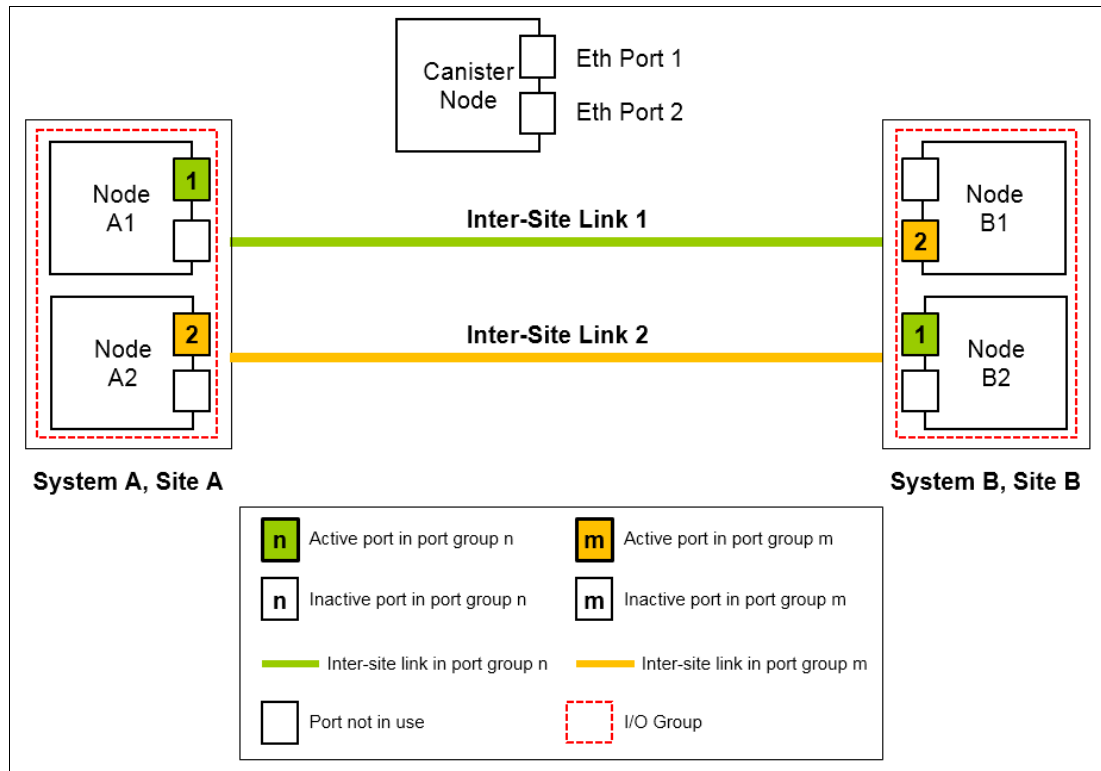 Canister
Node
Eth Port 1
Eth Port 2
Node
A1
1
Node
A2
2
Inter-Site Link 1
Inter-Site Link 2
2
Node
B1
1
Node
B2
System A, Site A
System B, Site B
n Active port in port group n
m Active port in port group m
n Inactive port in port group n
m Inactive port in port group m
Inter-site link in port group n
Inter-site link in port group m
Port not in use
I/O Group